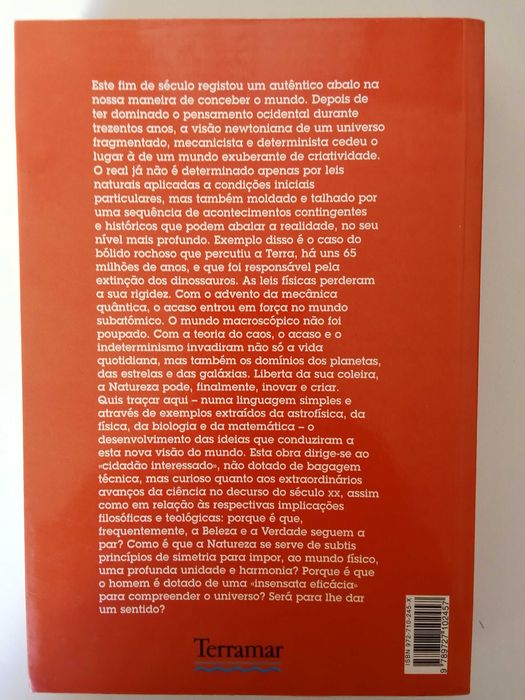 Este fim de século registou um autêntico abalo na
nossa maneira de conceber o mundo. Depois de
ter dominado o pensamento ocidental durante
trezentos anos, a visão newtoniana de um universo
fragmentado, mecanicista e determinista cedeu o
lugar à de um mundo exuberante de criatividade.
O real já não é determinado apenas por leis
naturais aplicadas a condições iniciais
particulares, mas também moldado e talhado por
uma sequência de acontecimentos contingentes
e históricos que podem abalar a realidade, no seu
nível mais profundo. Exemplo disso é o caso do
bólido rochoso que percutiu a Terra, há uns 65
milhões de anos, e que foi responsável pela
extinção dos dinossauros. As leis físicas perderam
a sua rigidez. Com o advento da mecânica
quântica, o acaso entrou em força no mundo
subatómico. O mundo macroscópico não foi
poupado. Com a teoria do caos, o acaso e o
indeterminismo invadiram não só a vida
quotidiana, mas também os domínios dos planetas,
das estrelas e das galáxias. Liberta da sua coleira,
a Natureza pode, finalmente, inovar e criar.
Quis traçar aqui – numa linguagem simples e
através de exemplos extraídos da astrofísica, da
física, da biologia e da matemática – o
desenvolvimento das ideias que conduziram a
esta nova visão do mundo. Esta obra dirige-se ao
«cidadão interessado», não dotado de bagagem
técnica, mas curioso quanto aos extraordinários
avanços da ciência no decurso do século XX, assim
como em relação às respectivas implicações
filosóficas e teológicas: porque é que,
frequentemente, a Beleza e a Verdade seguem a
par? Como é que a Natureza se serve de subtis
princípios de simetria para impor, ao mundo físico,
uma profunda unidade e harmonia? Porque é que
o homem é dotado de uma «insensata eficácia»
para compreender o universo? Será para lhe dar
um sentido?
Terramar
ISBN 972-710-245-X
9 789727 102457